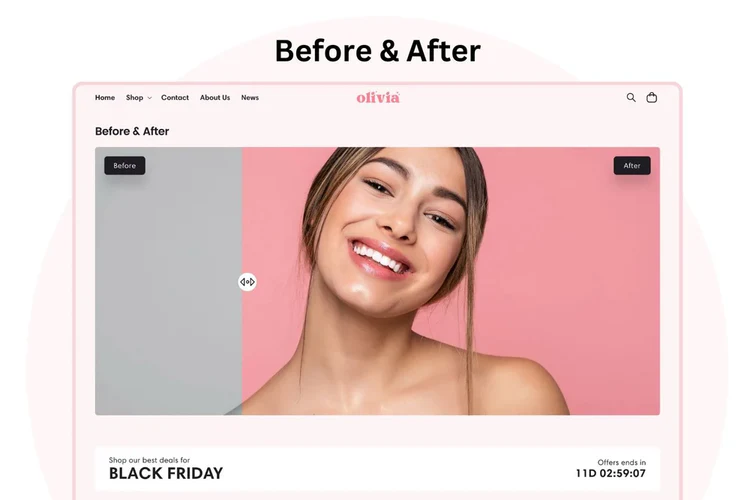 Before & After
Home Shop Contact About Us News olivia
Before & After
Before After
Shop our best deals for
BLACK FRIDAY
Offers ends in
11D 02:59:07